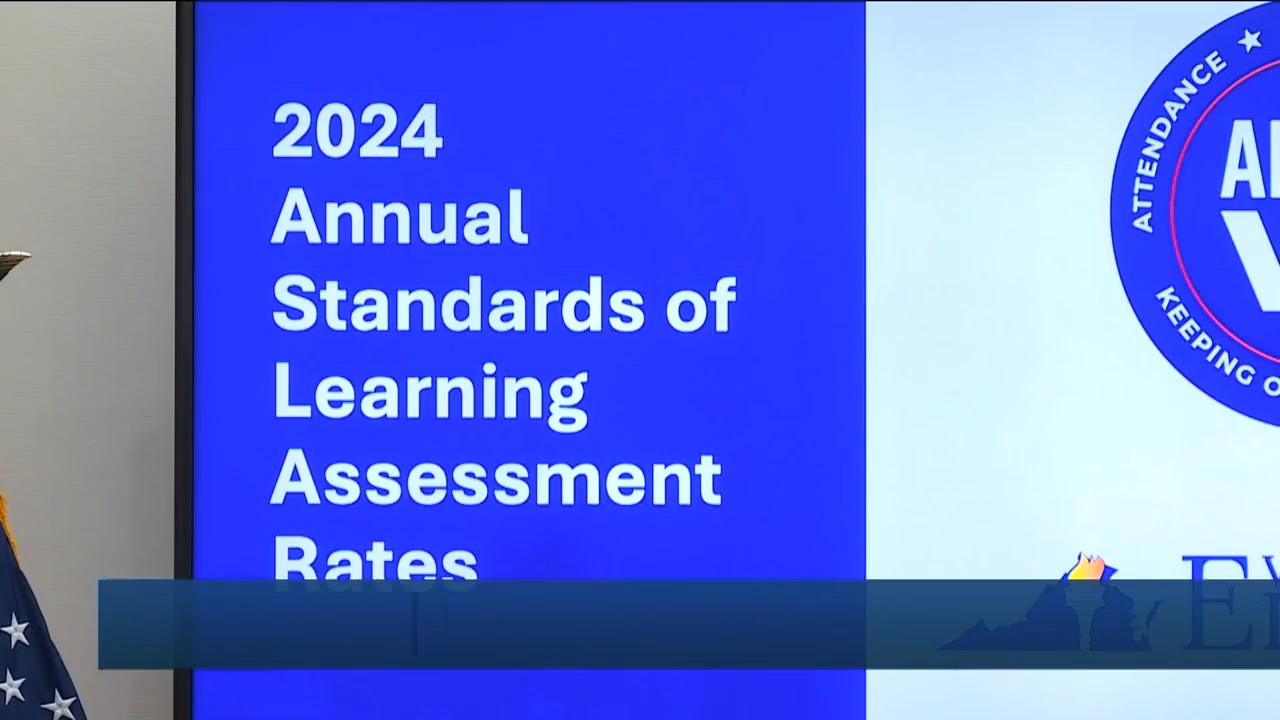 2024
Annual
Standards of
Learning
Assessment
Rates
ATTENDANCE ★
KEEPING